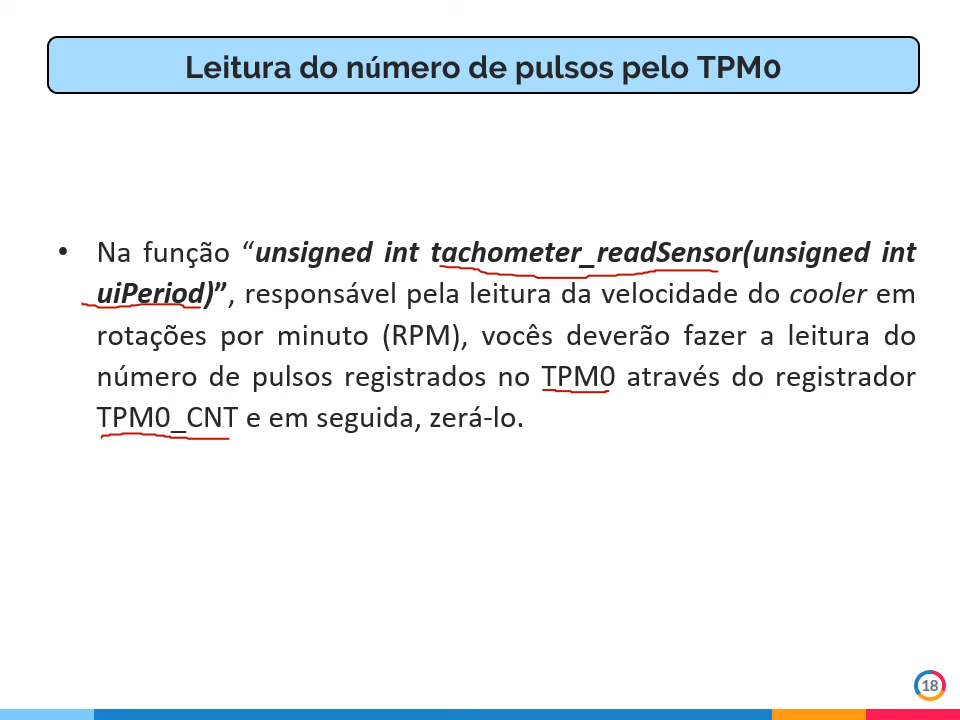 Leitura do número de pulsos pelo TPM0
• Na função “unsigned int tachometer_readSensor(unsigned int
uiPeriod)”, responsável pela leitura da velocidade do cooler em
rotações por minuto (RPM), vocês deverão fazer a leitura do
número de pulsos registrados no TPM0 através do registrador
TPM0_CNT e em seguida, zerá-lo.
18